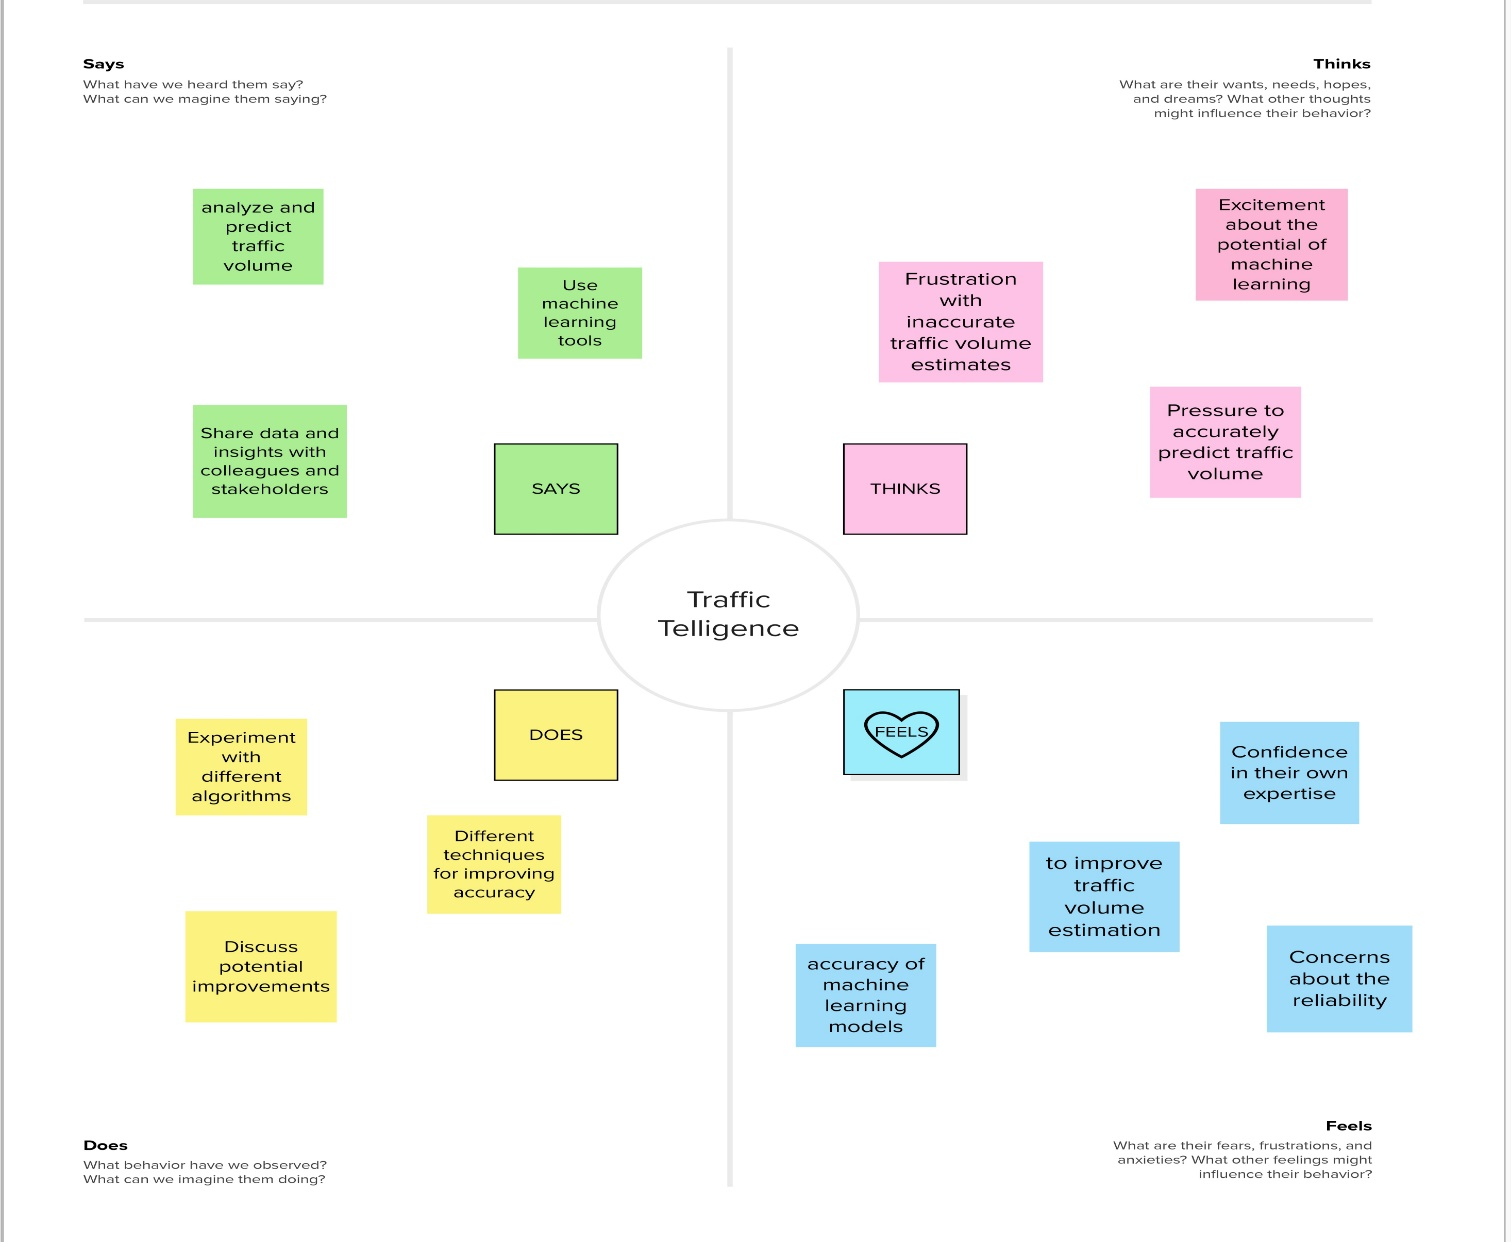 Says
What have we heard them say?
What can we magine them saying?
Thinks
What are their wants, needs, hopes,
and dreams? What other thoughts
might influence their behavior?
analyze and
predict
traffic
volume
Use
machine
learning
tools
Share data and
insights with
colleagues and
stakeholders
SAYS
Excitement
about the
potential of
machine
learning
Frustration
with
inaccurate
traffic volume
estimates
Pressure to
accurately
predict traffic
volume
THINKS
Traffic
Telligence
DOES
Experiment
with
different
algorithms
Different
techniques
for improving
accuracy
Discuss
potential
improvements
FEELS
Confidence
in their own
expertise
to improve
traffic
volume
estimation
accuracy of
machine
learning
models
Concerns
about the
reliability
Does
What behavior have we observed?
What can we imagine them doing?
Feels
What are their fears, frustrations, and
anxieties? What other feelings might
influence their behavior?